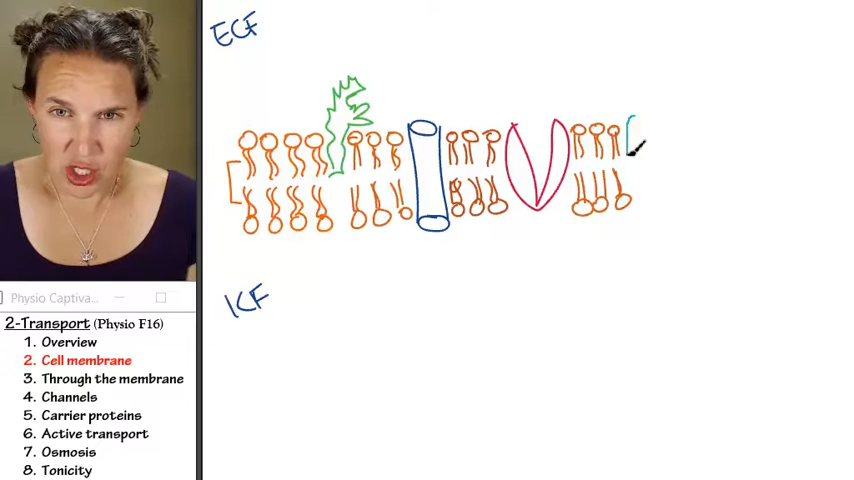 ECF
ICF
Physio Captiva...
2-Transport (Physio F16)
1. Overview
2. Cell membrane
3. Through the membrane
4. Channels
5. Carrier proteins
6. Active transport
7. Osmosis
8. Tonicity